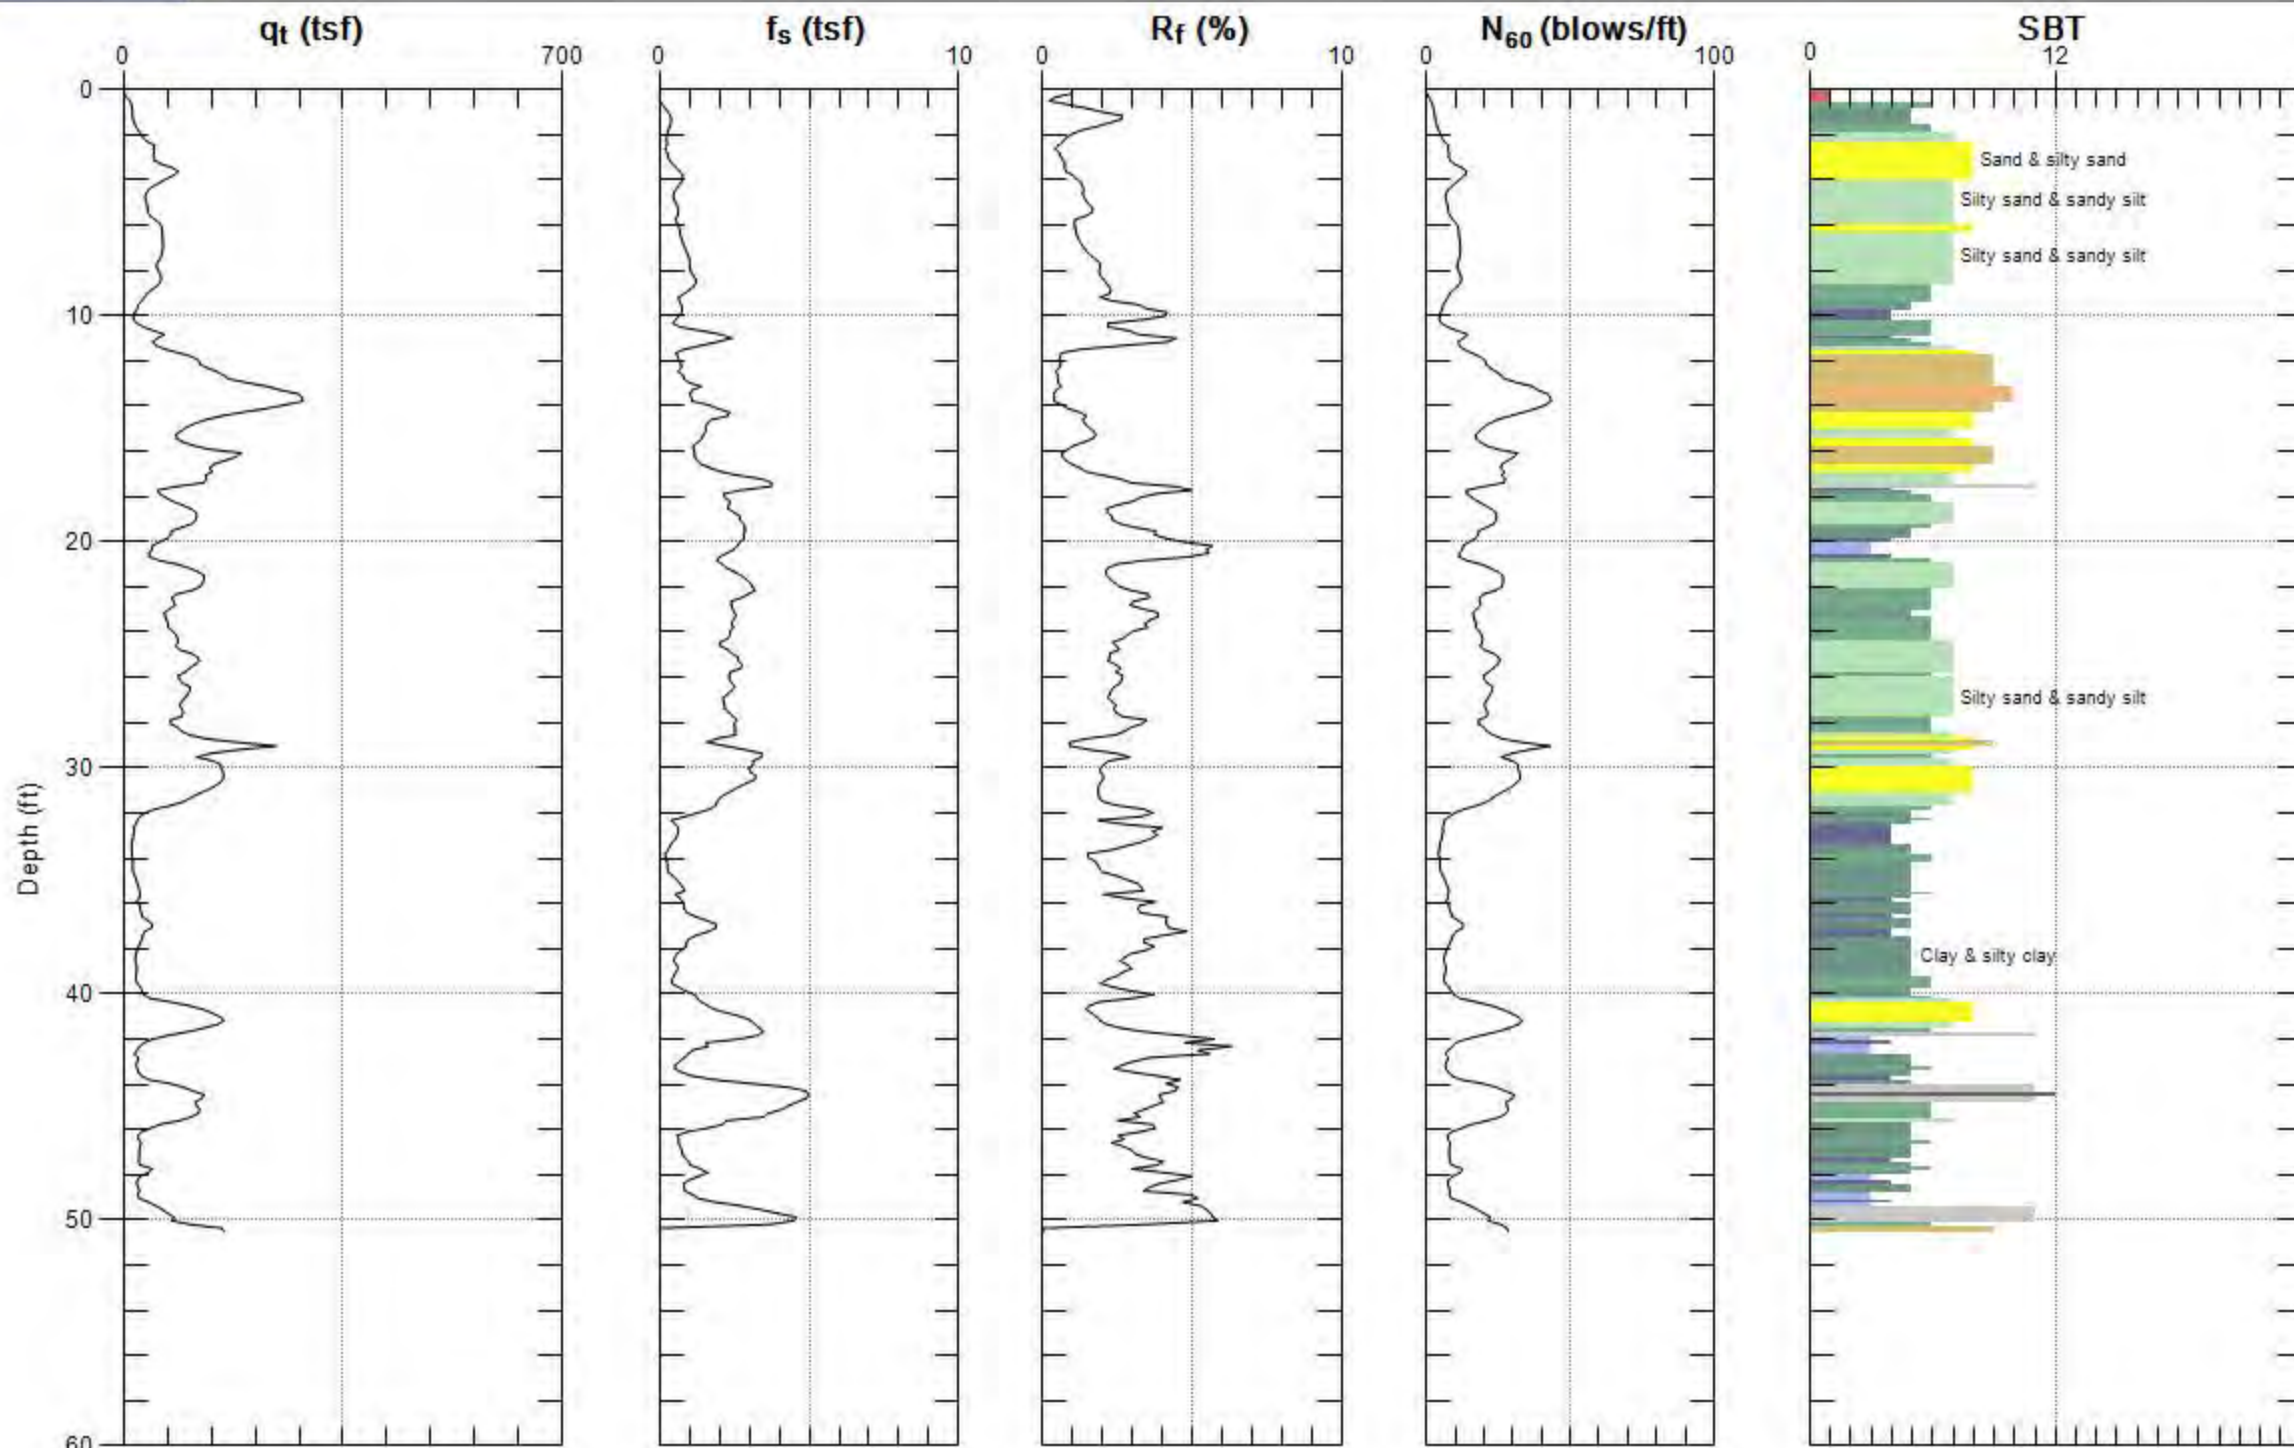 qt (tsf)
fs (tsf)
Rf (%)
N60 (blows/ft)
SBT
0 700
0 10
0 10
0 100
0 12
0
10
20
30
40
50
60
Depth (ft)
Sand & silty sand
Silty sand & sandy silt
Silty sand & sandy silt
Silty sand & sandy silt
Clay & silty clay